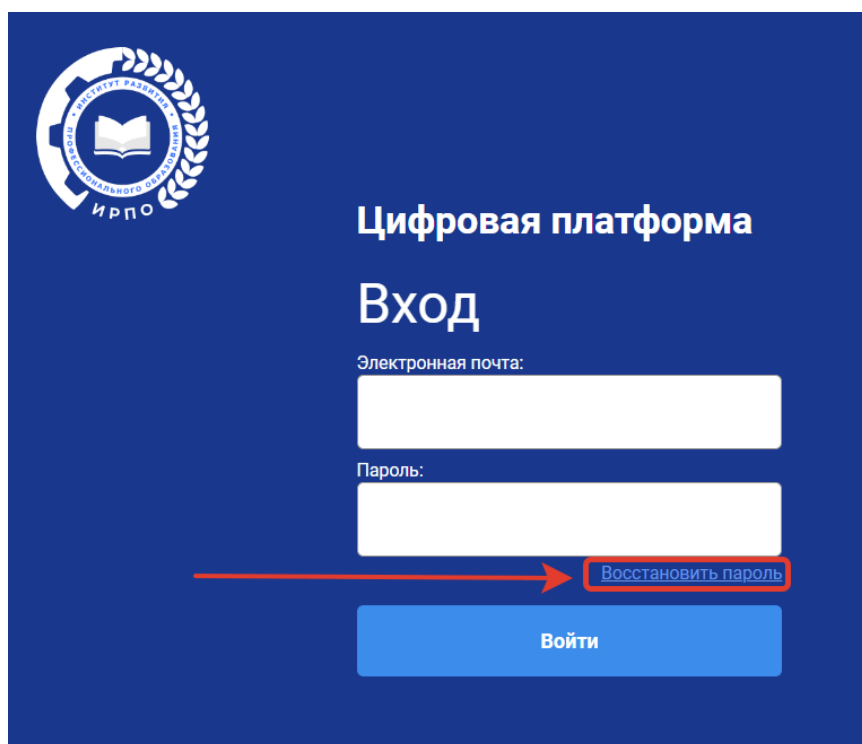 • ИНСТИТУТ РАЗВИТИЯ •
ПРОФЕССИОНАЛЬНОГО ОБРАЗОВАНИЯ
ИРПО
Цифровая платформа
Вход
Электронная почта:
Пароль:
Восстановить пароль
Войти